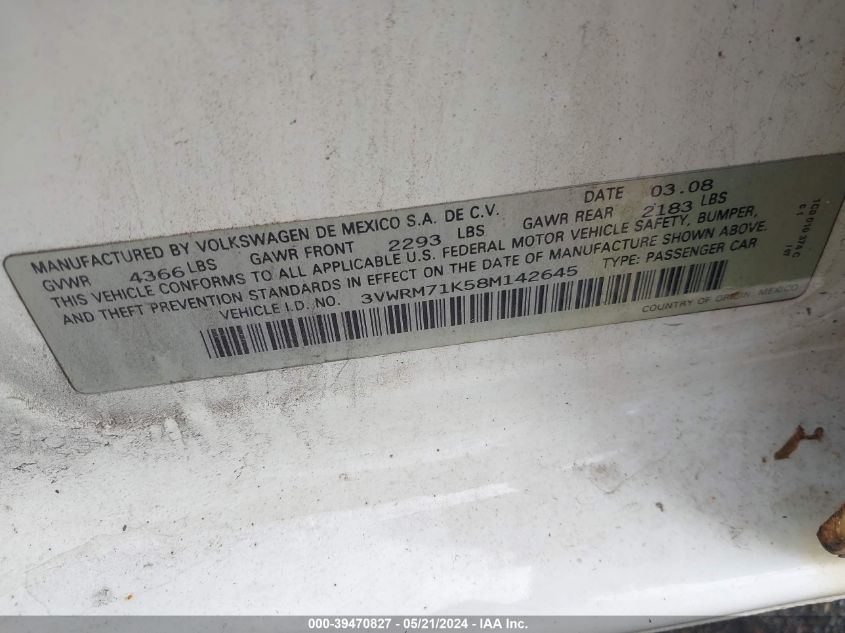 MANUFACTURED BY VOLKSWAGEN DE MEXICO S.A. DE C.V. DATE 03.08
GVWR 4366 LBS GAWR FRONT 2293 LBS GAWR REAR 2183 LBS
THIS VEHICLE CONFORMS TO ALL APPLICABLE U.S. FEDERAL MOTOR VEHICLE SAFETY, BUMPER,
AND THEFT PREVENTION STANDARDS IN EFFECT ON THE DATE OF MANUFACTURE SHOWN ABOVE.
VEHICLE I.D. NO. 3VWRM71K58M142645 TYPE: PASSENGER CAR
COUNTRY OF ORIGIN: MEXICO
000-39470827 - 05/21/2024 - IAA, Inc.